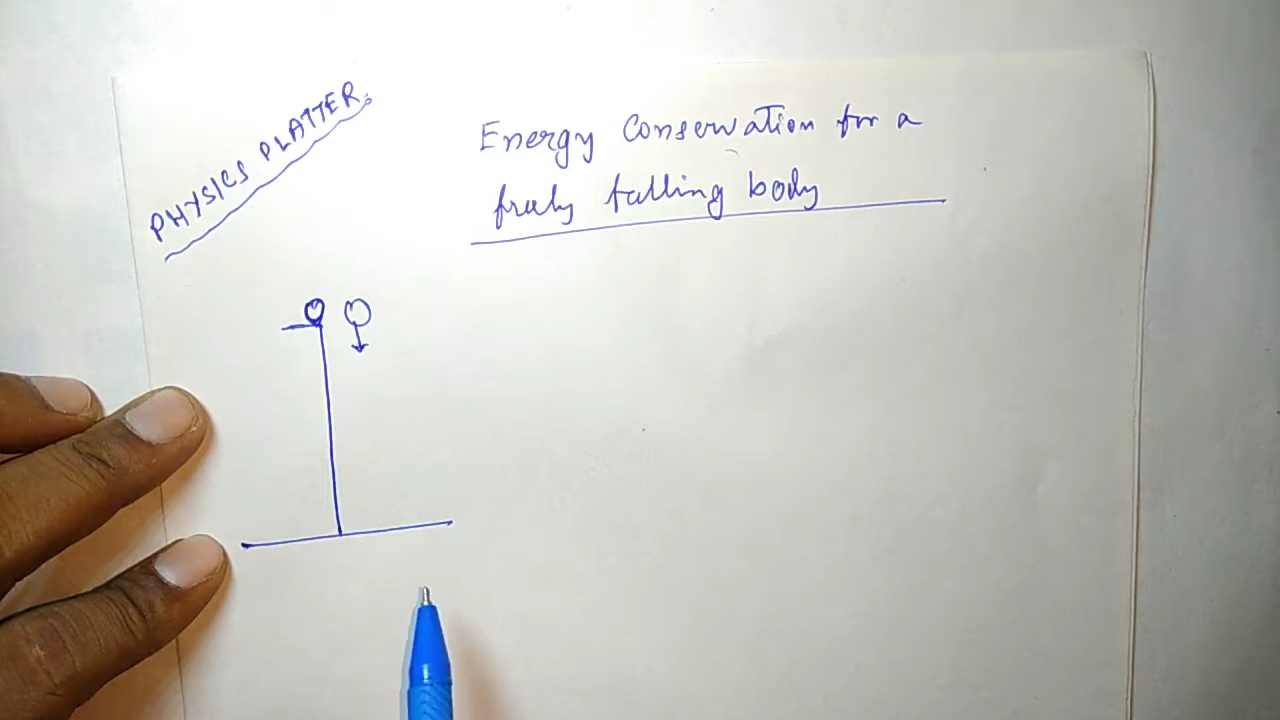 PHYSICS PLATTER.
Energy Conservation for a
freely falling body